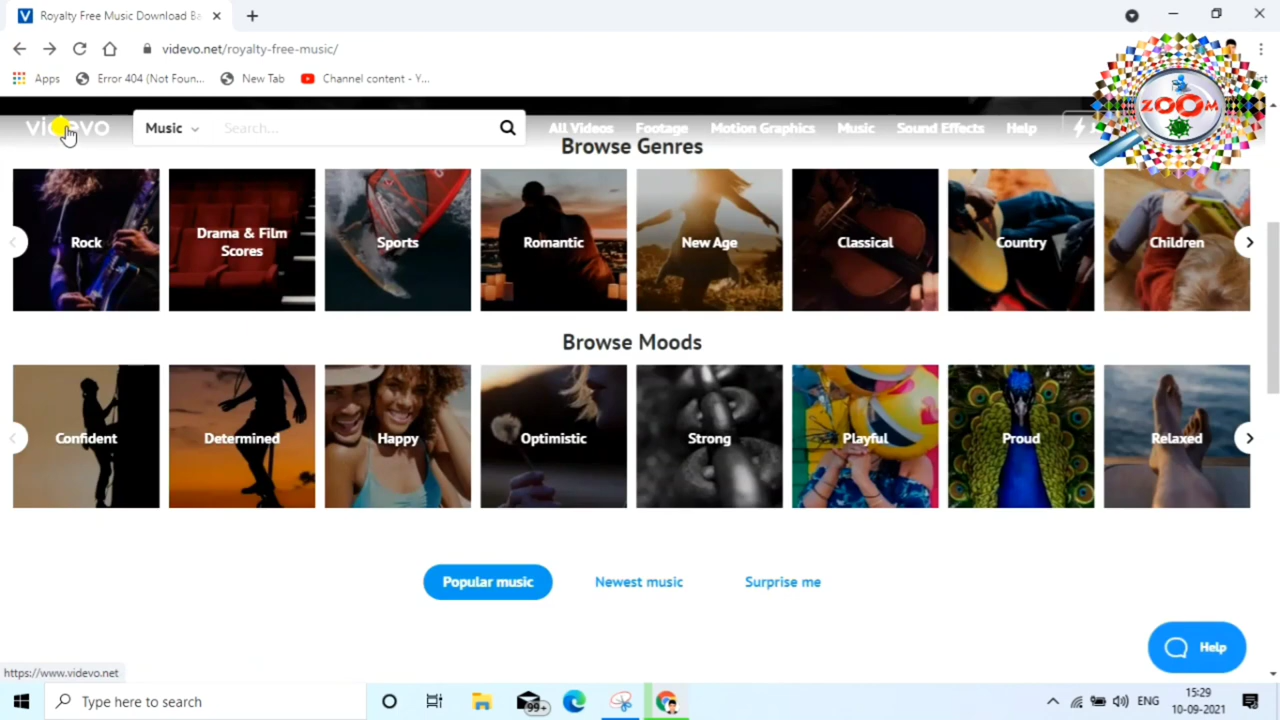 Royalty Free Music Download Ba
videvo.net/royalty-free-music/
Apps
Error 404 (Not Foun...
New Tab
Channel content - Y...
ZOOM
videvo
Music
Search...
All Videos
Footage
Motion Graphics
Music
Sound Effects
Help
Browse Genres
Rock
Drama & Film
Scores
Sports
Romantic
New Age
Classical
Country
Children
Browse Moods
Confident
Determined
Happy
Optimistic
Strong
Playful
Proud
Relaxed
Popular music
Newest music
Surprise me
Help
https://www.videvo.net
Type here to search
99+
ENG
15:29
10-09-2021